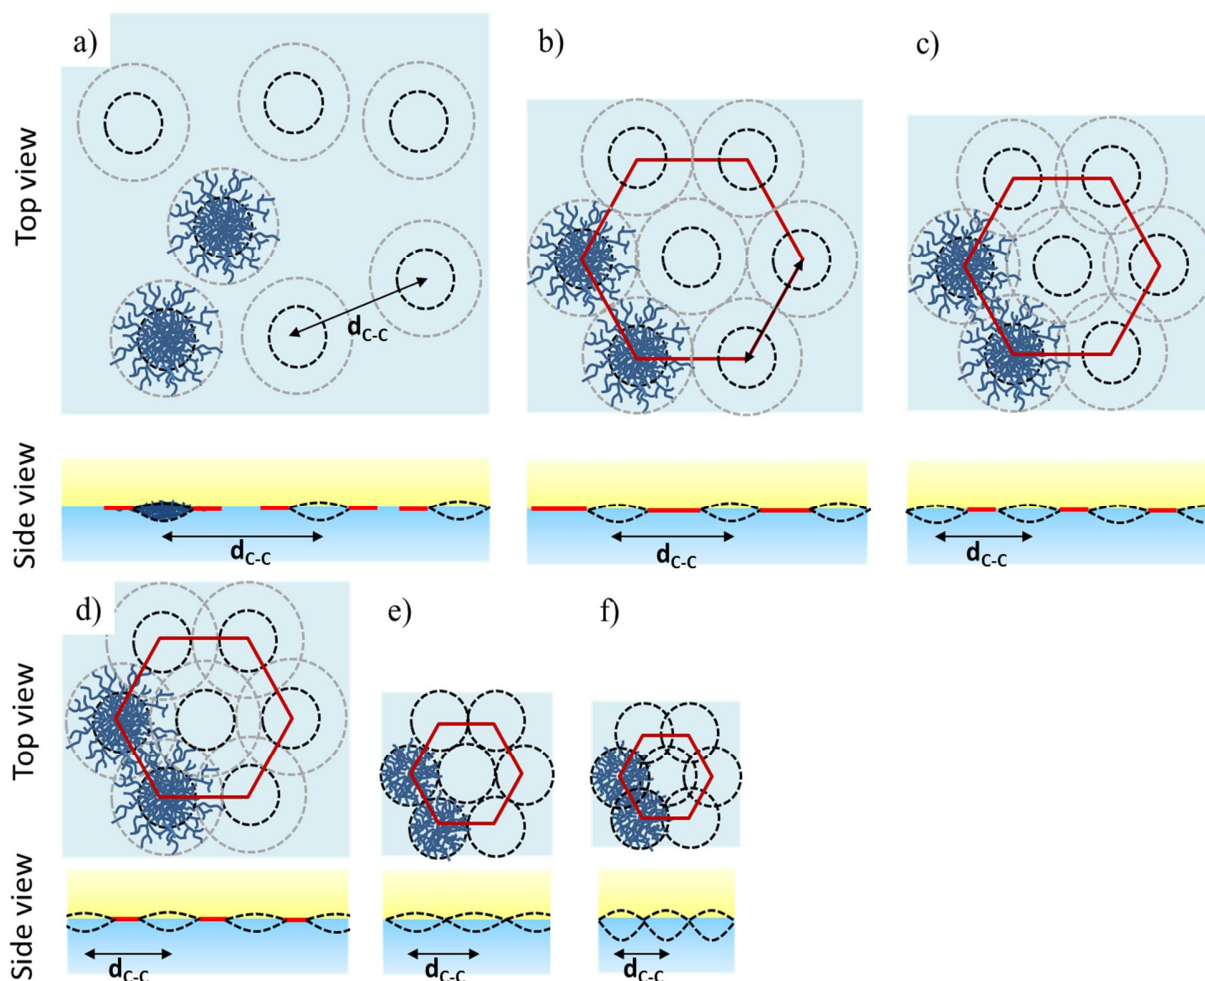 a)
b)
c)
Top view
d_C-C
Side view
d_C-C
d_C-C
d_C-C
d)
e)
f)
Top view
Side view
d_C-C
d_C-C
d_C-C